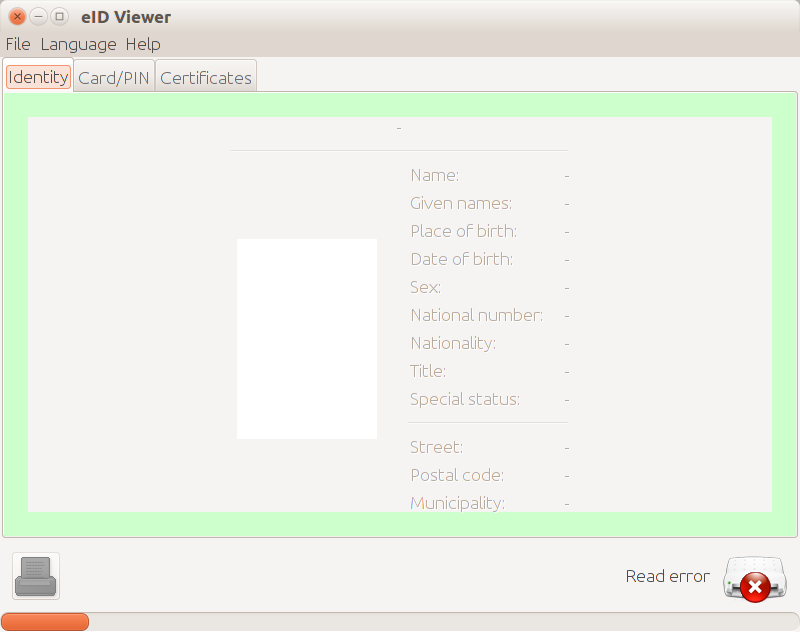 eID Viewer
File Language Help
Identity Card/PIN Certificates
-
Name: -
Given names: -
Place of birth: -
Date of birth: -
Sex: -
National number: -
Nationality: -
Title: -
Special status: -
Street: -
Postal code: -
Municipality: -
Read error